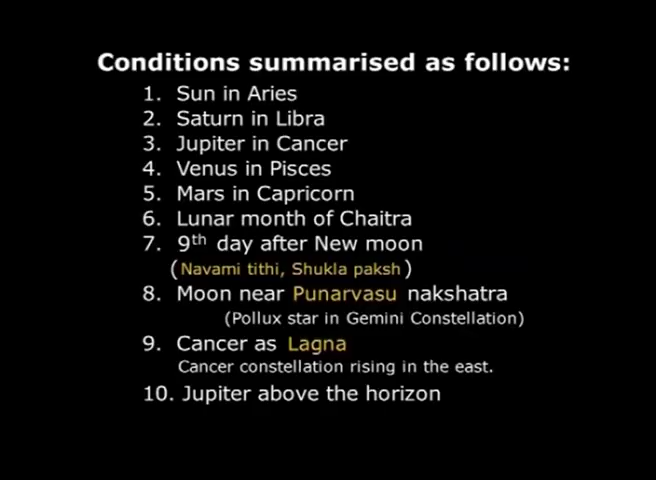 Conditions summarised as follows:
1. Sun in Aries
2. Saturn in Libra
3. Jupiter in Cancer
4. Venus in Pisces
5. Mars in Capricorn
6. Lunar month of Chaitra
7. 9th day after New moon
(Navami tithi, Shukla paksh)
8. Moon near Punarvasu nakshatra
(Pollux star in Gemini Constellation)
9. Cancer as Lagna
Cancer constellation rising in the east.
10. Jupiter above the horizon